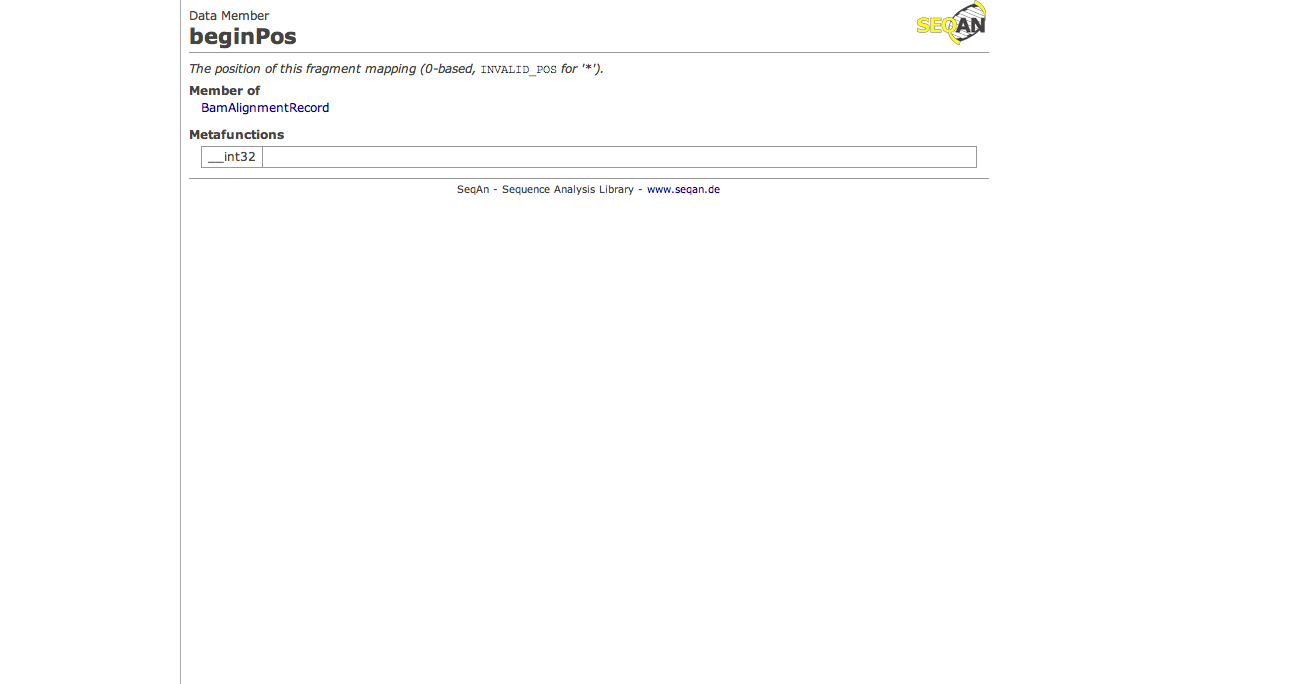 Data Member
SEQAN
beginPos
The position of this fragment mapping (0-based, INVALID_POS for '*').
Member of
BamAlignmentRecord
Metafunctions
__int32
SeqAn - Sequence Analysis Library - www.seqan.de